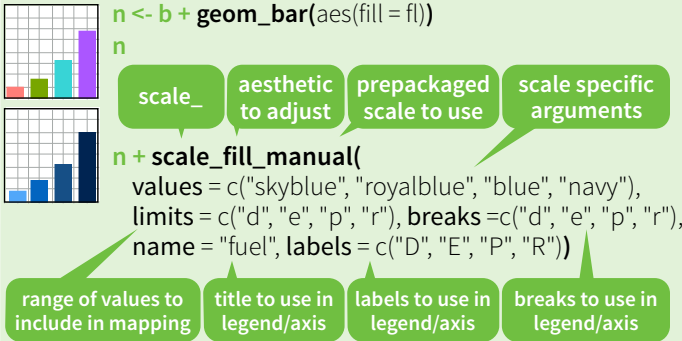 n <- b + geom_bar(aes(fill = fl))
n
scale_
aesthetic
to adjust
prepackaged
scale to use
scale specific
arguments
n + scale_fill_manual(
values = c("skyblue", "royalblue", "blue", "navy"),
limits = c("d", "e", "p", "r"), breaks =c("d", "e", "p", "r"),
name = "fuel", labels = c("D", "E", "P", "R"))
range of values to
include in mapping
title to use in
legend/axis
labels to use in
legend/axis
breaks to use in
legend/axis